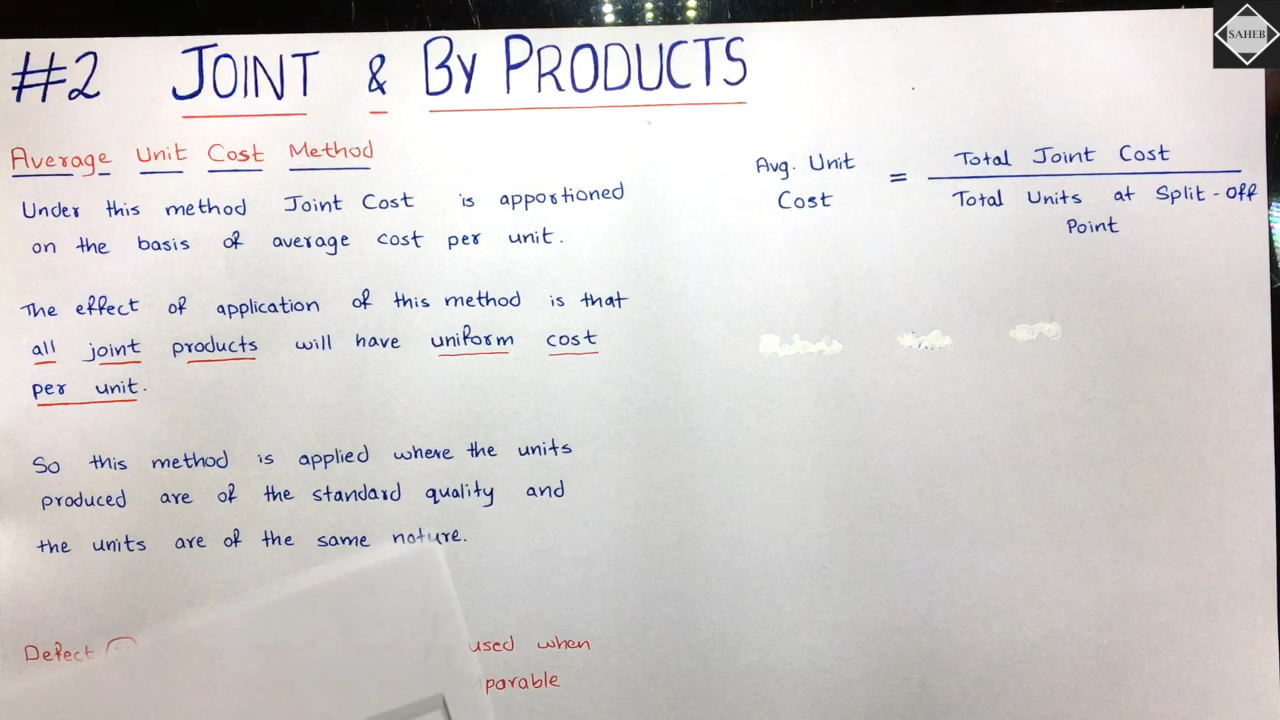 #2 JOINT & BY PRODUCTS
SAHEB
Average Unit Cost Method
Under this method Joint Cost is apportioned
on the basis of average cost per unit.
The effect of application of this method is that
all joint products will have uniform cost
per unit.
So this method is applied where the units
produced are of the standard quality and
the units are of the same nature.
Defect
used when
parable
Avg. Unit
Cost
=
Total Joint Cost
Total Units at Split-Off
Point